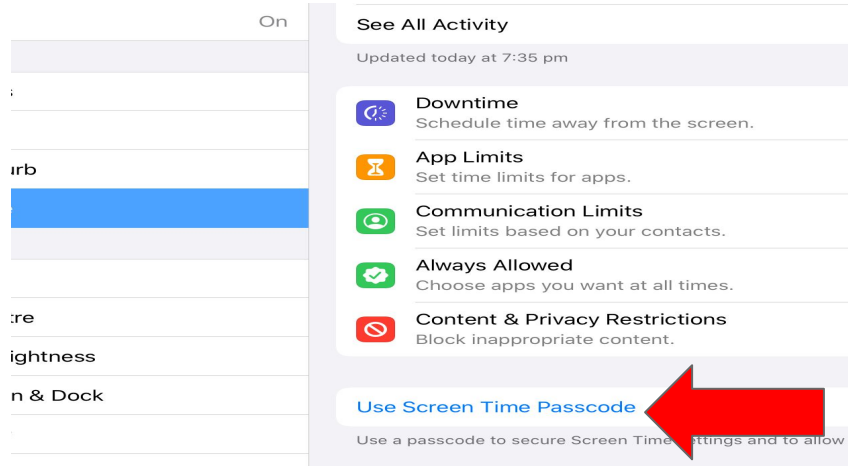 On
urb
tre
ightness
n & Dock
See All Activity
Updated today at 7:35 pm
Downtime
Schedule time away from the screen.
App Limits
Set time limits for apps.
Communication Limits
Set limits based on your contacts.
Always Allowed
Choose apps you want at all times.
Content & Privacy Restrictions
Block inappropriate content.
Use Screen Time Passcode
Use a passcode to secure Screen Time settings and to allow